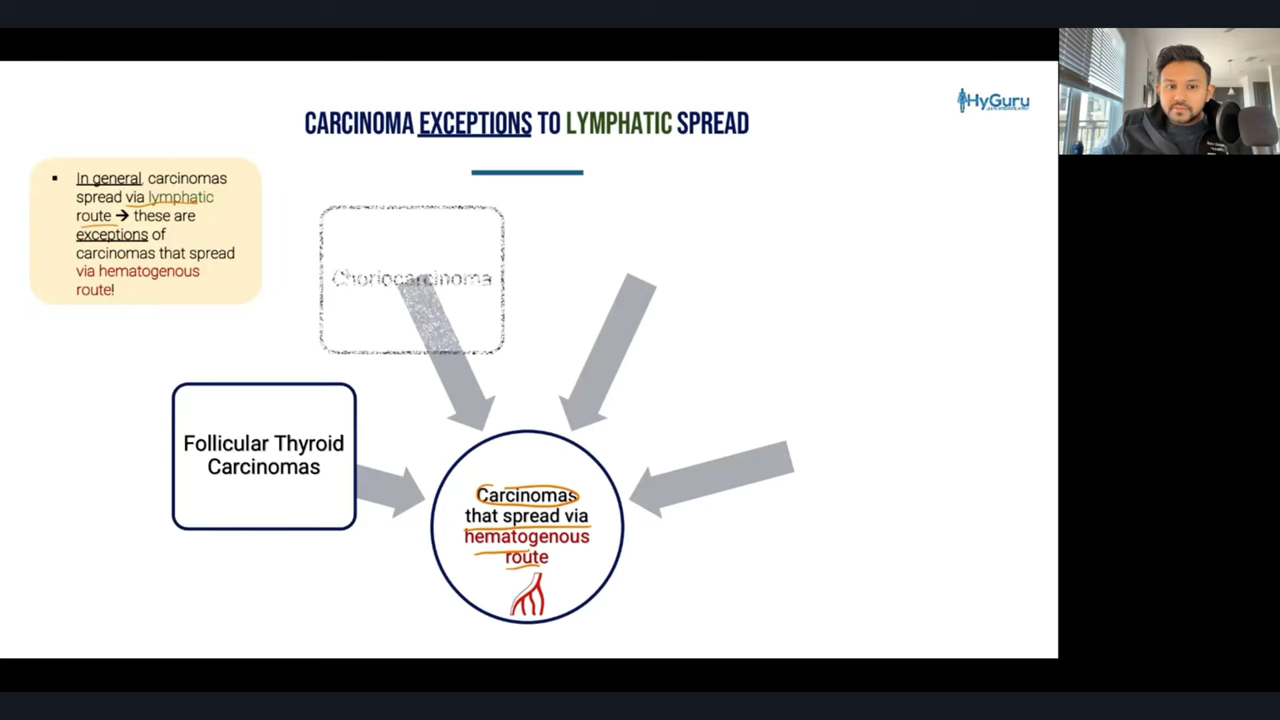 HyGuru
CARCINOMA EXCEPTIONS TO LYMPHATIC SPREAD
▪ In general, carcinomas
spread via lymphatic
route → these are
exceptions of
carcinomas that spread
via hematogenous
route!
Choriocarcinoma
Follicular Thyroid
Carcinomas
Carcinomas
that spread via
hematogenous
route